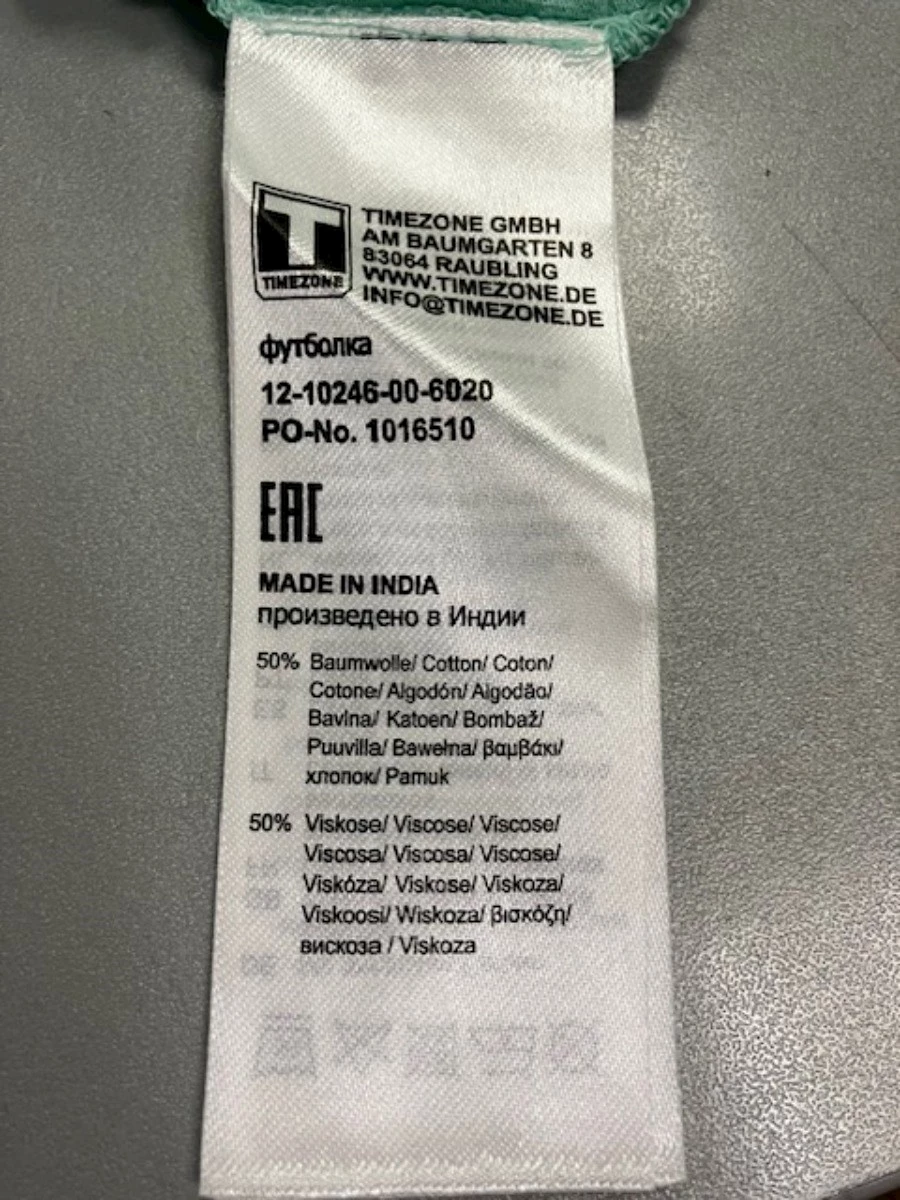 T
TIMEZONE
TIMEZONE GMBH
AM BAUMGARTEN 8
83064 RAUBLING
WWW.TIMEZONE.DE
INFO@TIMEZONE.DE
футболка
12-10246-00-6020
PO-No. 1016510
EAC
MADE IN INDIA
произведено в Индии
50% Baumwolle/ Cotton/ Coton/
Cotone/ Algodón/ Algodão/
Bavlna/ Katoen/ Bombaž/
Puuvilla/ Bawełna/ βαμβάκι/
хлопок/ Pamuk
50% Viskose/ Viscose/ Viscose/
Viscosa/ Viscosa/ Viscose/
Viskóza/ Viskose/ Viskoza/
Viskoosi/ Wiskoza/ βισκόζη/
вискоза / Viskoza